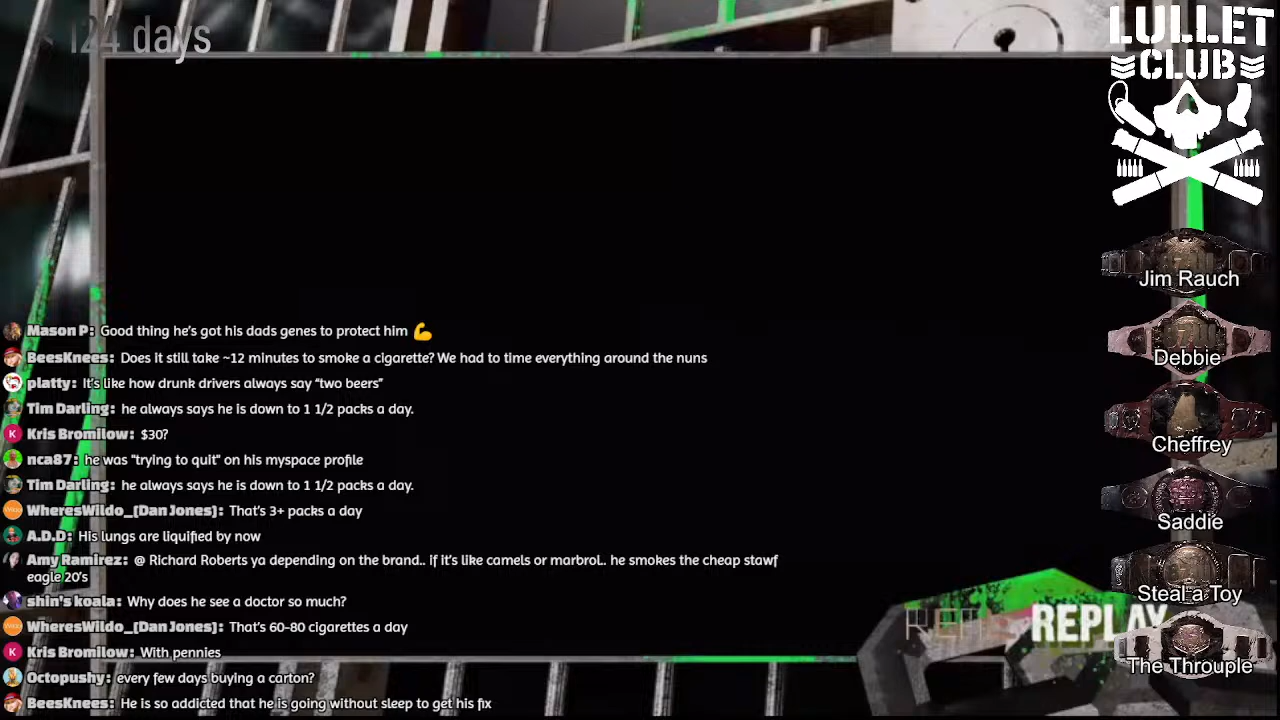 124 days
LULLET
CLUB
Jim Rauch
Debbie
Cheffrey
Saddie
Steal a Toy
The Throuple
REPLAY
Mason P: Good thing he's got his dads genes to protect him 💪
BeesKnees: Does it still take ~12 minutes to smoke a cigarette? We had to time everything around the nuns
platty: It's like how drunk drivers always say “two beers”
Tim Darling: he always says he is down to 1 1/2 packs a day.
Kris Bromilow: $30?
nca87: he was "trying to quit" on his myspace profile
Tim Darling: he always says he is down to 1 1/2 packs a day.
WheresWildo_(Dan Jones): That's 3+ packs a day
A.D.D: His lungs are liquified by now
Amy Ramirez: @ Richard Roberts ya depending on the brand.. if it's like camels or marbrol.. he smokes the cheap stawf
eagle 20's
shin's koala: Why does he see a doctor so much?
WheresWildo_(Dan Jones): That's 60-80 cigarettes a day
Kris Bromilow: With pennies
Octopushy: every few days buying a carton?
BeesKnees: He is so addicted that he is going without sleep to get his fix